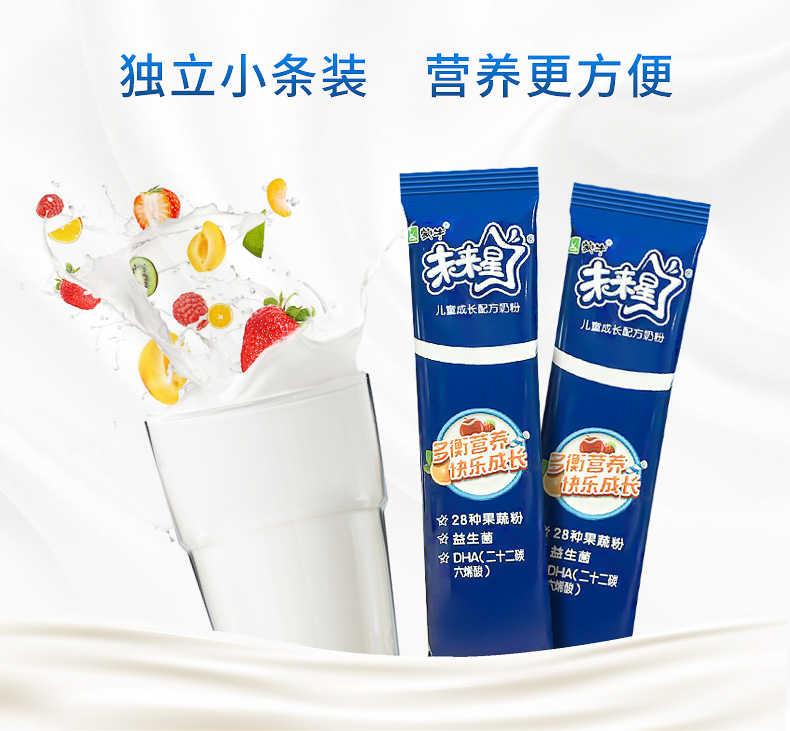 独立小条装 营养更方便
蒙牛
未来星
®
儿童成长配方奶粉
多衡营养
快乐成长
28种果蔬粉
益生菌
DHA(二十二碳
六烯酸)
蒙牛
未来星
®
儿童成长配方奶粉
多衡营养
快乐成长
28种果蔬粉
益生菌
DHA(二十二碳
六烯酸)